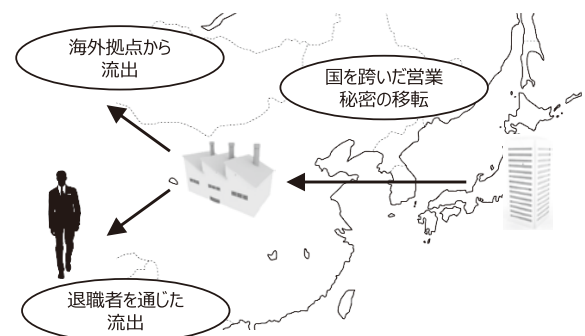 海外拠点から
流出
国を跨いだ営業
秘密の移転
退職者を通じた
流出